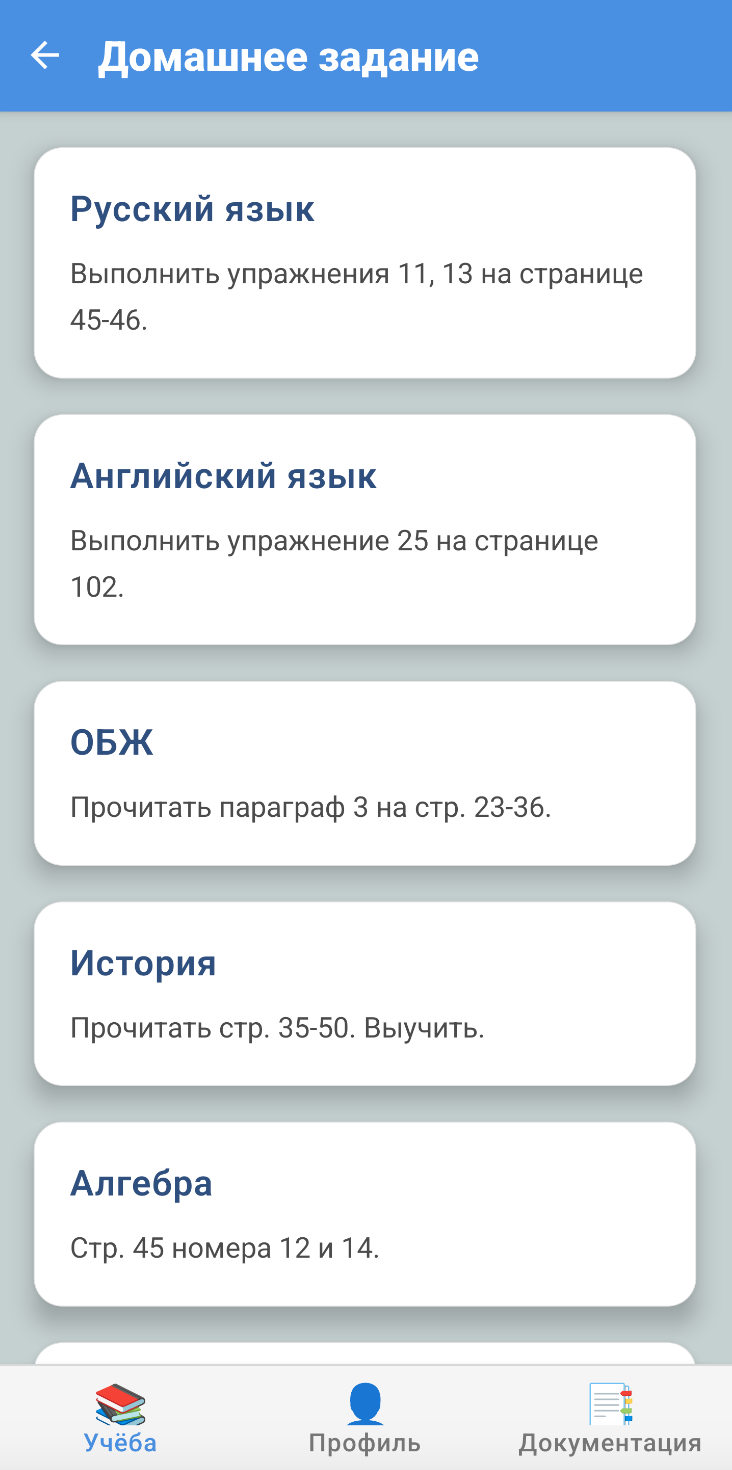 Домашнее задание
Русский язык
Выполнить упражнения 11, 13 на странице
45-46.
Английский язык
Выполнить упражнение 25 на странице
102.
ОБЖ
Прочитать параграф 3 на стр. 23-36.
История
Прочитать стр. 35-50. Выучить.
Алгебра
Стр. 45 номера 12 и 14.
Учёба
Профиль
Документация